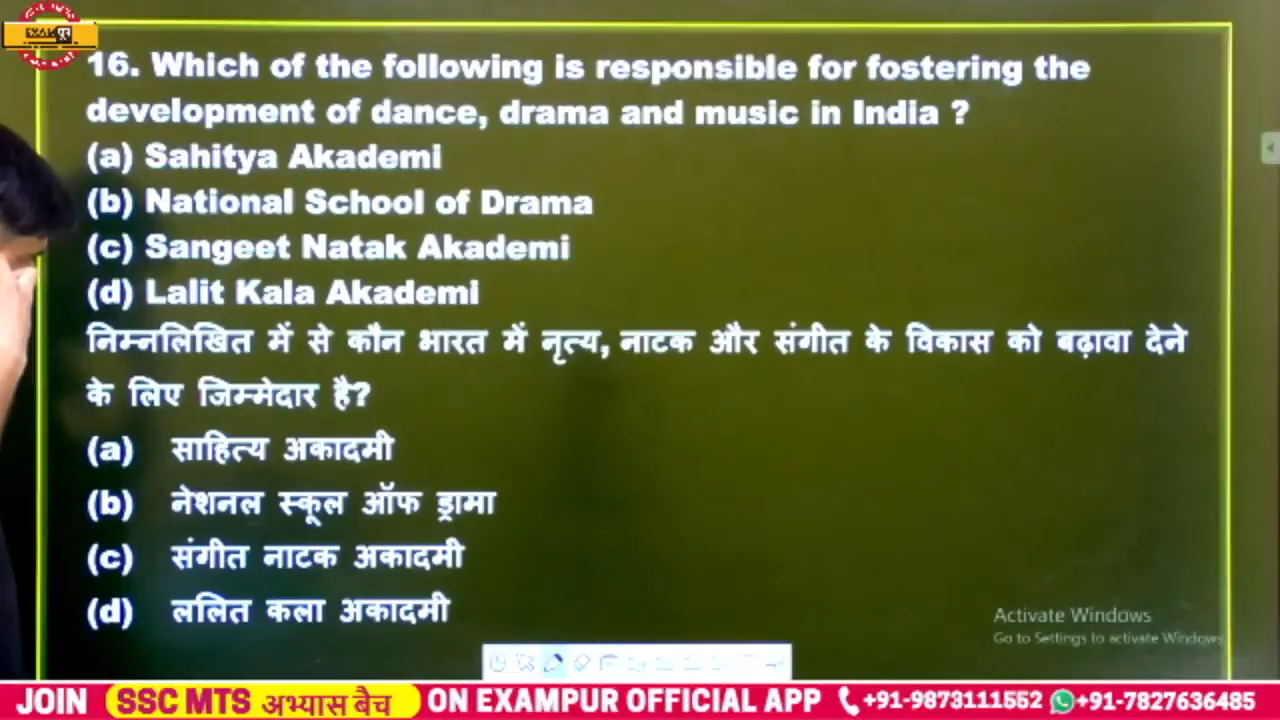 EXAM पुर
16. Which of the following is responsible for fostering the
development of dance, drama and music in India ?
(a) Sahitya Akademi
(b) National School of Drama
(c) Sangeet Natak Akademi
(d) Lalit Kala Akademi
निम्नलिखित में से कौन भारत में नृत्य, नाटक और संगीत के विकास को बढ़ावा देने
के लिए जिम्मेदार है?
(a) साहित्य अकादमी
(b) नेशनल स्कूल ऑफ ड्रामा
(c) संगीत नाटक अकादमी
(d) ललित कला अकादमी
Activate Windows
Go to Settings to activate Windows
JOIN SSC MTS अभ्यास बैच ON EXAMPUR OFFICIAL APP +91-9873111552 +91-7827636485